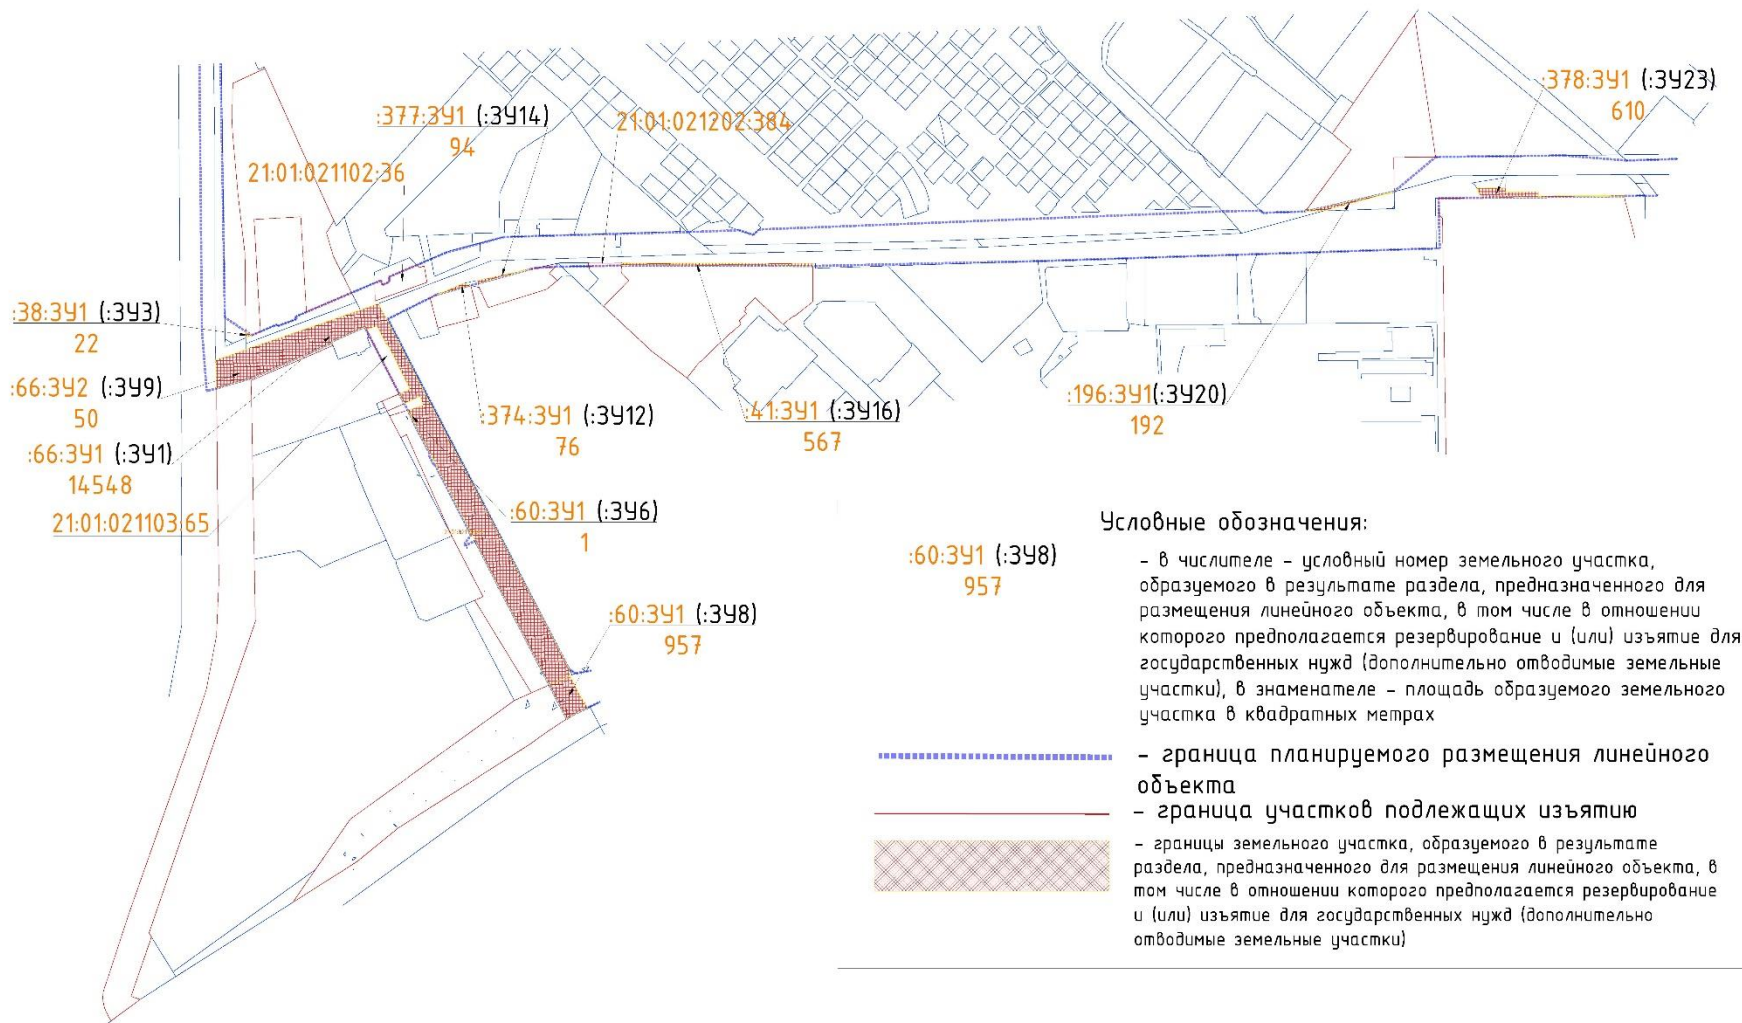 :378:ЗУ1 (:ЗУ23)
610
:377:ЗУ1 (:ЗУ14)
94
21:01:021202:384
21:01:021102:36
:38:ЗУ1 (:ЗУ3)
22
:66:ЗУ2 (:ЗУ9)
50
:66:ЗУ1 (:ЗУ1)
14548
21:01:021103:65
:374:ЗУ1 (:ЗУ12)
76
:41:ЗУ1 (:ЗУ16)
567
:196:ЗУ1(:ЗУ20)
192
:60:ЗУ1 (:ЗУ6)
1
:60:ЗУ1 (:ЗУ8)
957
Условные обозначения:
:60:ЗУ1 (:ЗУ8)
957
- в числителе - условный номер земельного участка,
образуемого в результате раздела, предназначенного для
размещения линейного объекта, в том числе в отношении
которого предполагается резервирование и (или) изъятие для
государственных нужд (дополнительно отводимые земельные
участки), в знаменателе - площадь образуемого земельного
участка в квадратных метрах
- граница планируемого размещения линейного
объекта
- граница участков подлежащих изъятию
- границы земельного участка, образуемого в результате
раздела, предназначенного для размещения линейного объекта, в
том числе в отношении которого предполагается резервирование
и (или) изъятие для государственных нужд (дополнительно
отводимые земельные участки)